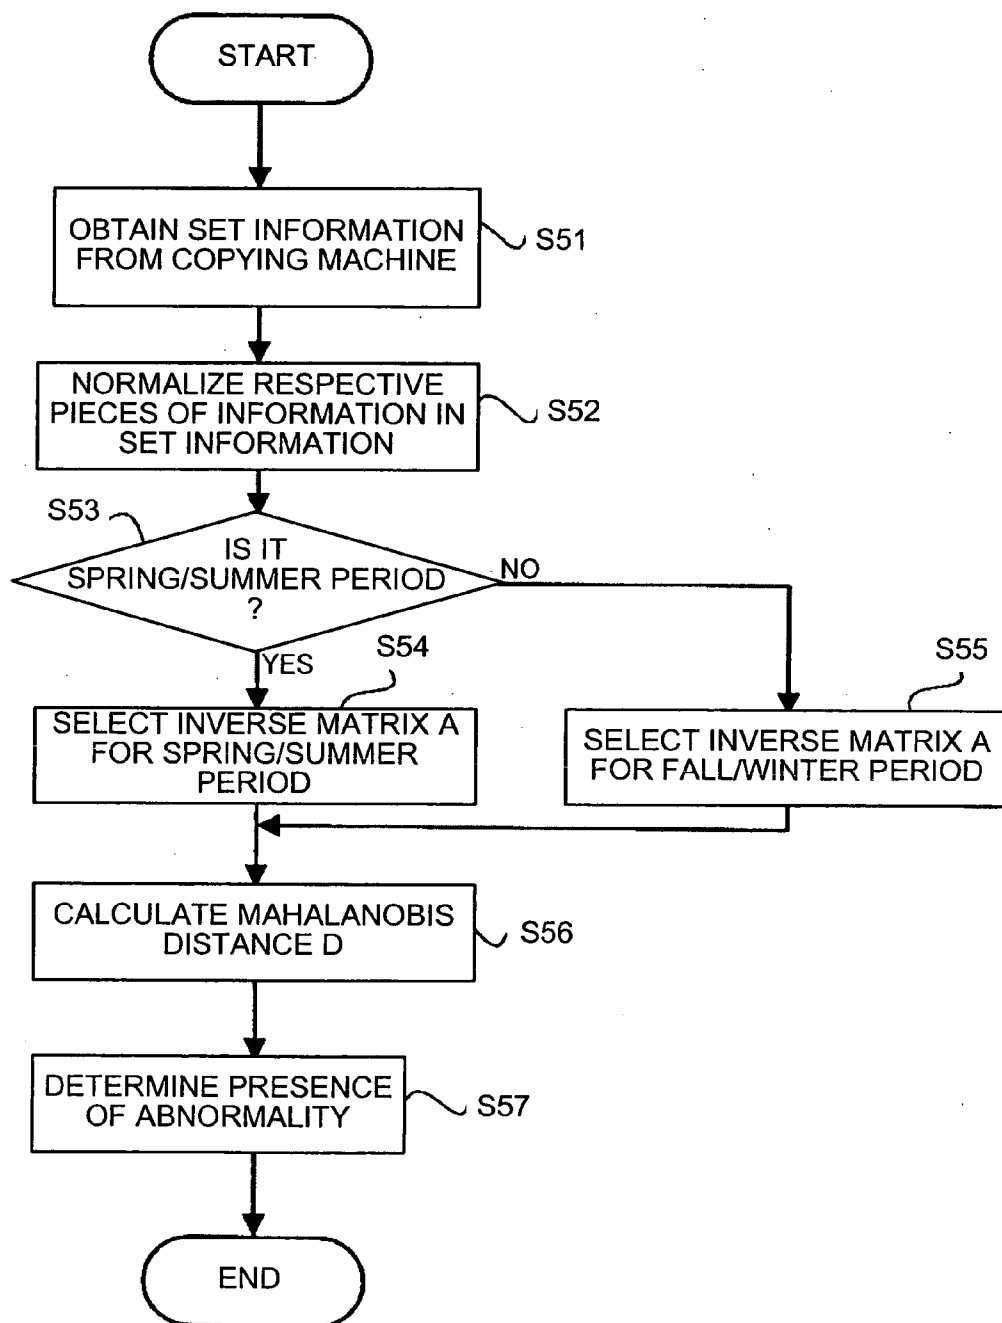 START
OBTAIN SET INFORMATION
FROM COPYING MACHINE
S51
NORMALIZE RESPECTIVE
PIECES OF INFORMATION IN
SET INFORMATION
S52
S53
IS IT
SPRING/SUMMER PERIOD
?
NO
YES
S54
SELECT INVERSE MATRIX A
FOR SPRING/SUMMER
PERIOD
S55
SELECT INVERSE MATRIX A
FOR FALL/WINTER PERIOD
CALCULATE MAHALANOBIS
DISTANCE D
S56
DETERMINE PRESENCE
OF ABNORMALITY
S57
END